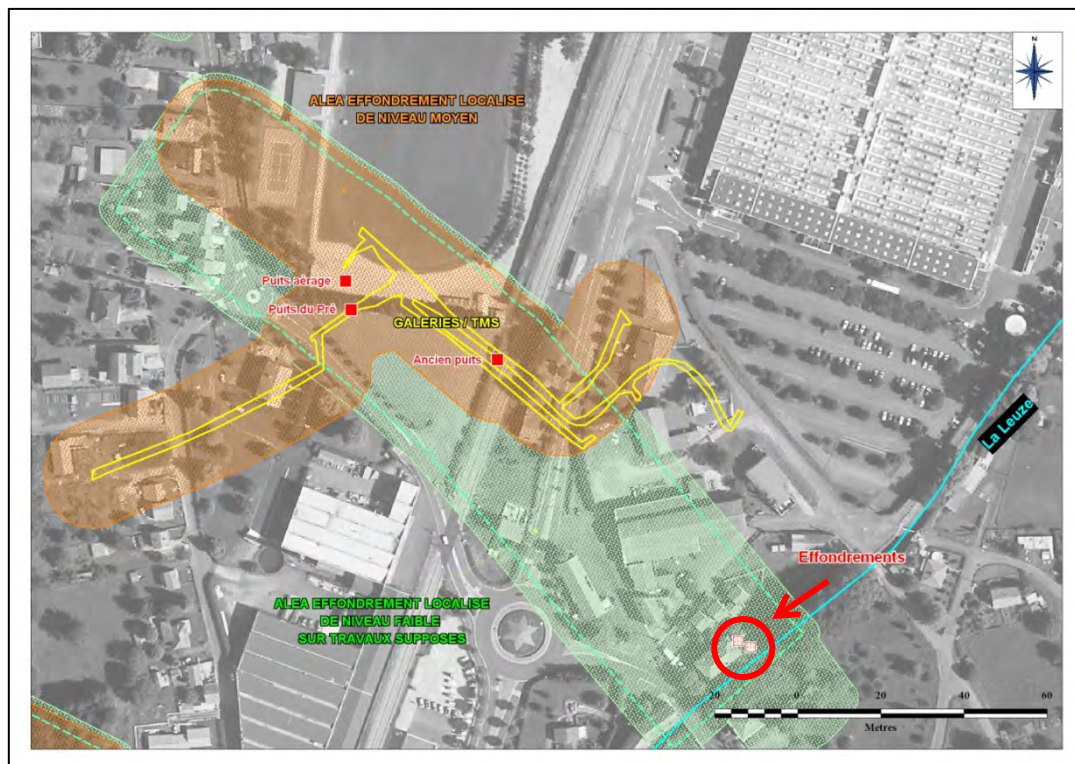 N
ALEA EFFONDREMENT LOCALISE
DE NIVEAU MOYEN
Puits aérage
Puits du Pré
GALERIES / TMS
Ancien puits
La Leuze
Effondrements
ALEA EFFONDREMENT LOCALISE
DE NIVEAU FAIBLE
SUR TRAVAUX SUPPOSES
20 0 20 40 60
Metres